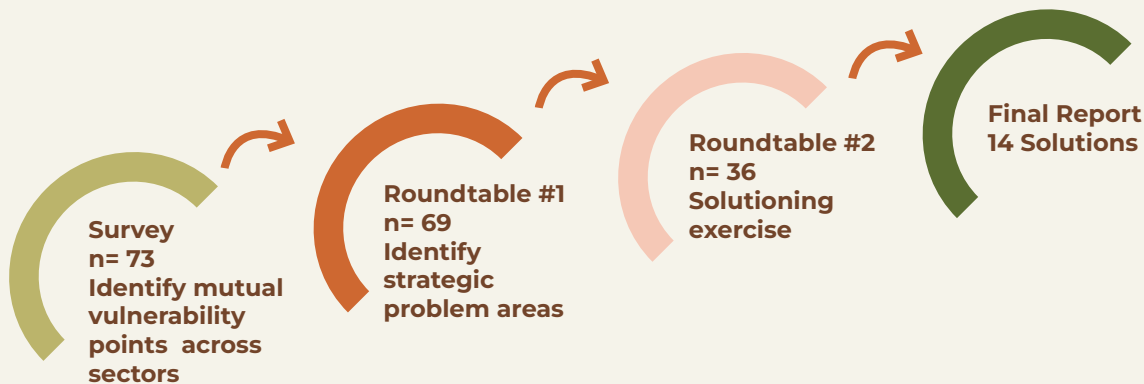 Survey
n= 73
Identify mutual
vulnerability
points  across
sectors
Roundtable #1
n= 69
Identify
strategic
problem areas
Roundtable #2
n= 36
Solutioning
exercise
Final Report
14 Solutions